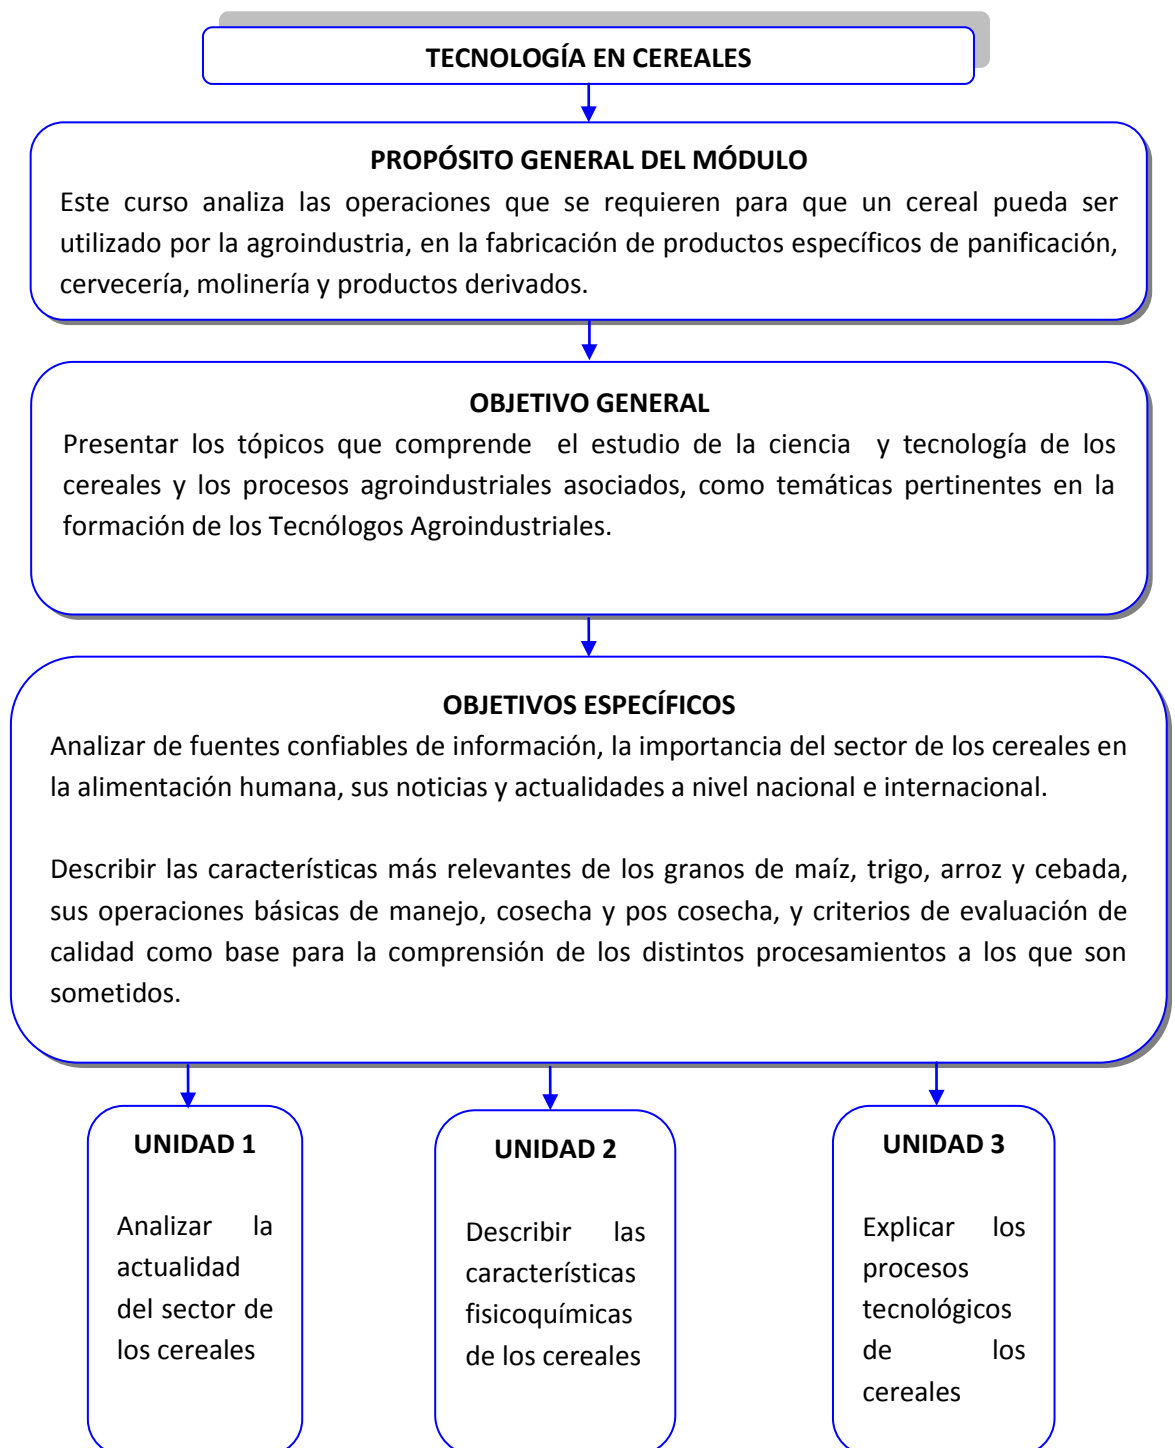 TECNOLOGÍA EN CEREALES
PROPÓSITO GENERAL DEL MÓDULO
Este curso analiza las operaciones que se requieren para que un cereal pueda ser
utilizado por la agroindustria, en la fabricación de productos específicos de panificación,
cervecería, molinería y productos derivados.
OBJETIVO GENERAL
Presentar los tópicos que comprende el estudio de la ciencia y tecnología de los
cereales y los procesos agroindustriales asociados, como temáticas pertinentes en la
formación de los Tecnólogos Agroindustriales.
OBJETIVOS ESPECÍFICOS
Analizar de fuentes confiables de información, la importancia del sector de los cereales en
la alimentación humana, sus noticias y actualidades a nivel nacional e internacional.
Describir las características más relevantes de los granos de maíz, trigo, arroz y cebada,
sus operaciones básicas de manejo, cosecha y pos cosecha, y criterios de evaluación de
calidad como base para la comprensión de los distintos procesamientos a los que son
sometidos.
UNIDAD 1
Analizar la
actualidad
del sector de
los cereales
UNIDAD 2
Describir las
características
fisicoquímicas
de los cereales
UNIDAD 3
Explicar los
procesos
tecnológicos
de los
cereales